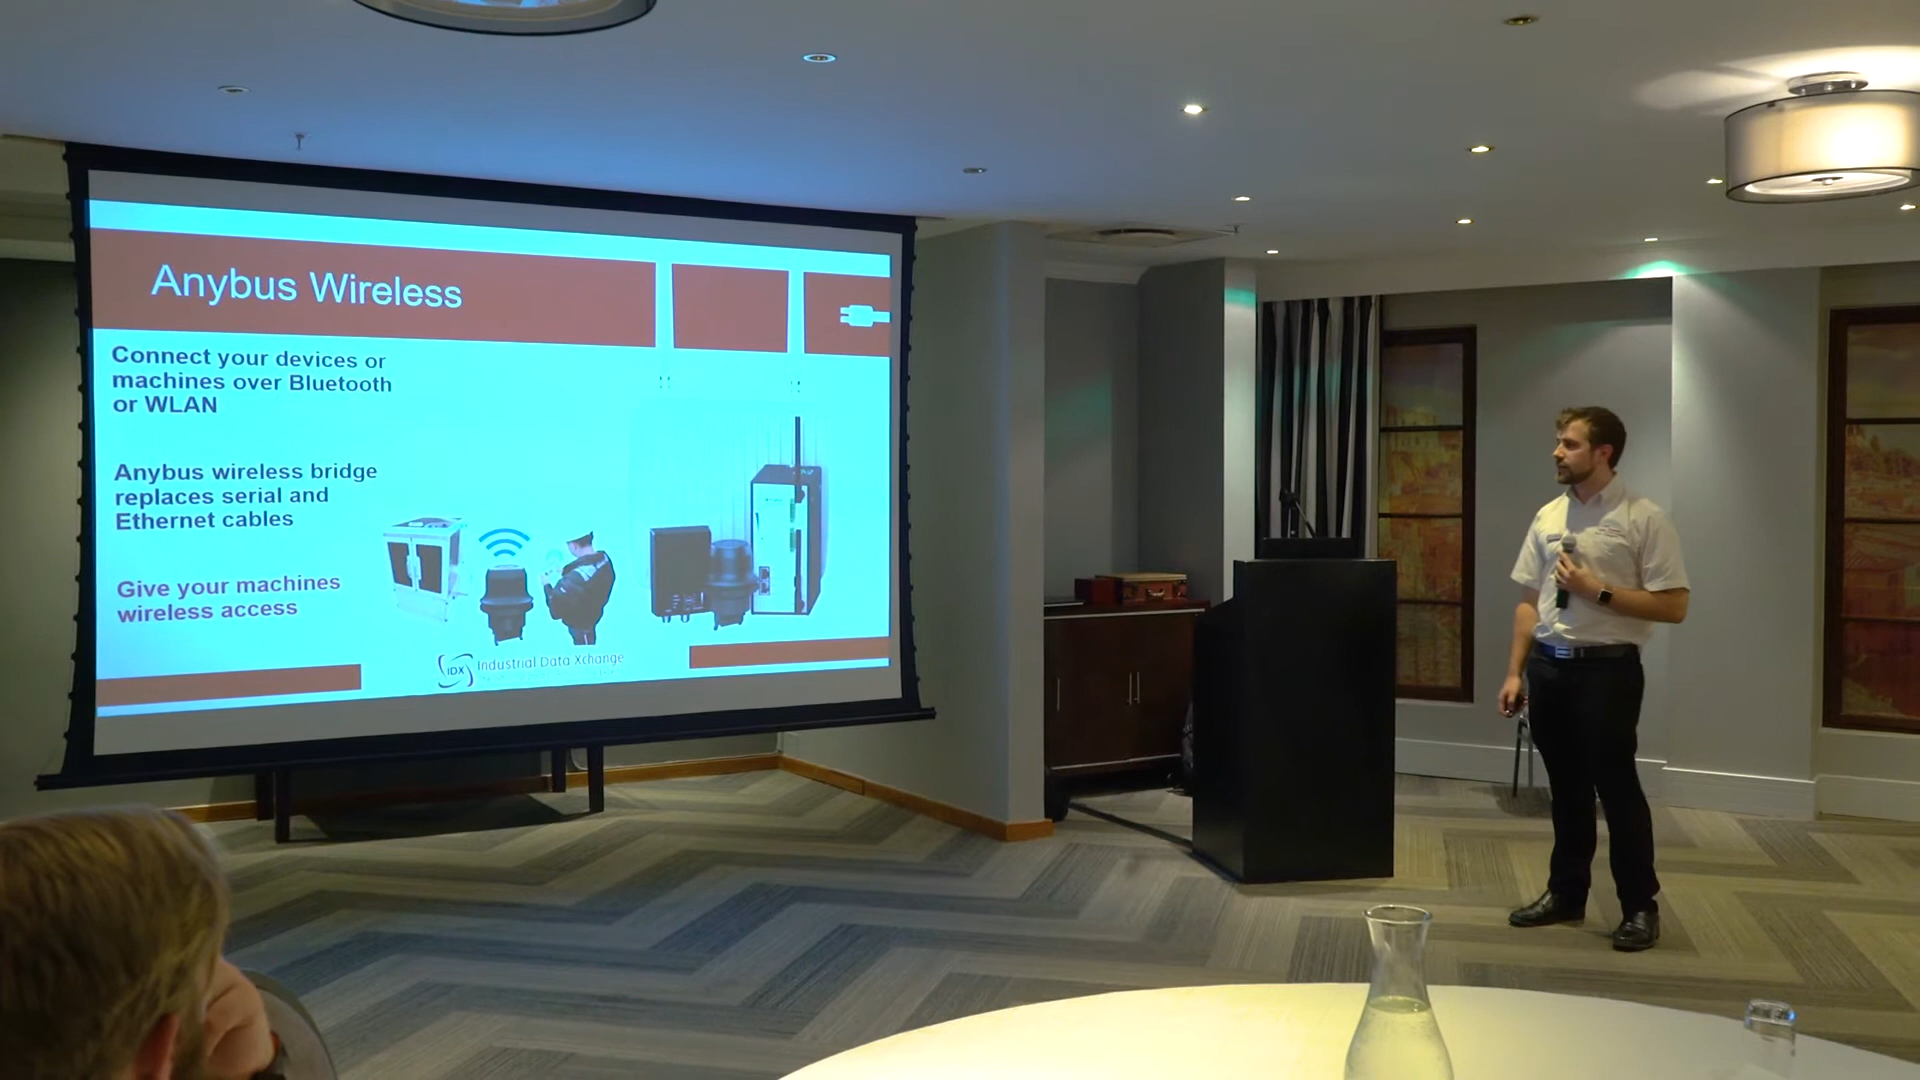 Anybus Wireless
Connect your devices or
machines over Bluetooth
or WLAN
Anybus wireless bridge
replaces serial and
Ethernet cables
Give your machines
wireless access
IDX
Industrial Data Xchange